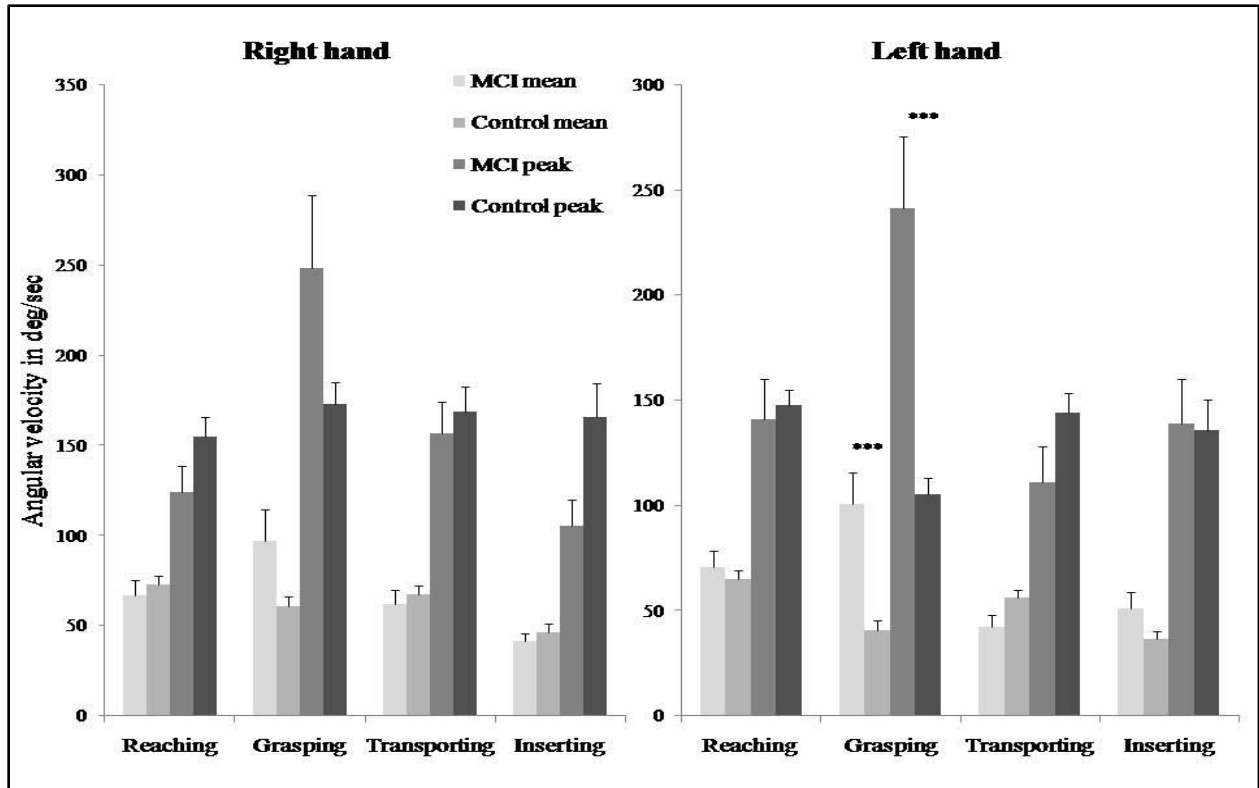 Right hand
Left hand
MCI mean
Control mean
MCI peak
Control peak
Angular velocity in deg/sec
350
300
250
200
150
100
50
0
Reaching Grasping Transporting Inserting
300
250
200
150
100
50
0
***
***
Reaching Grasping Transporting Inserting